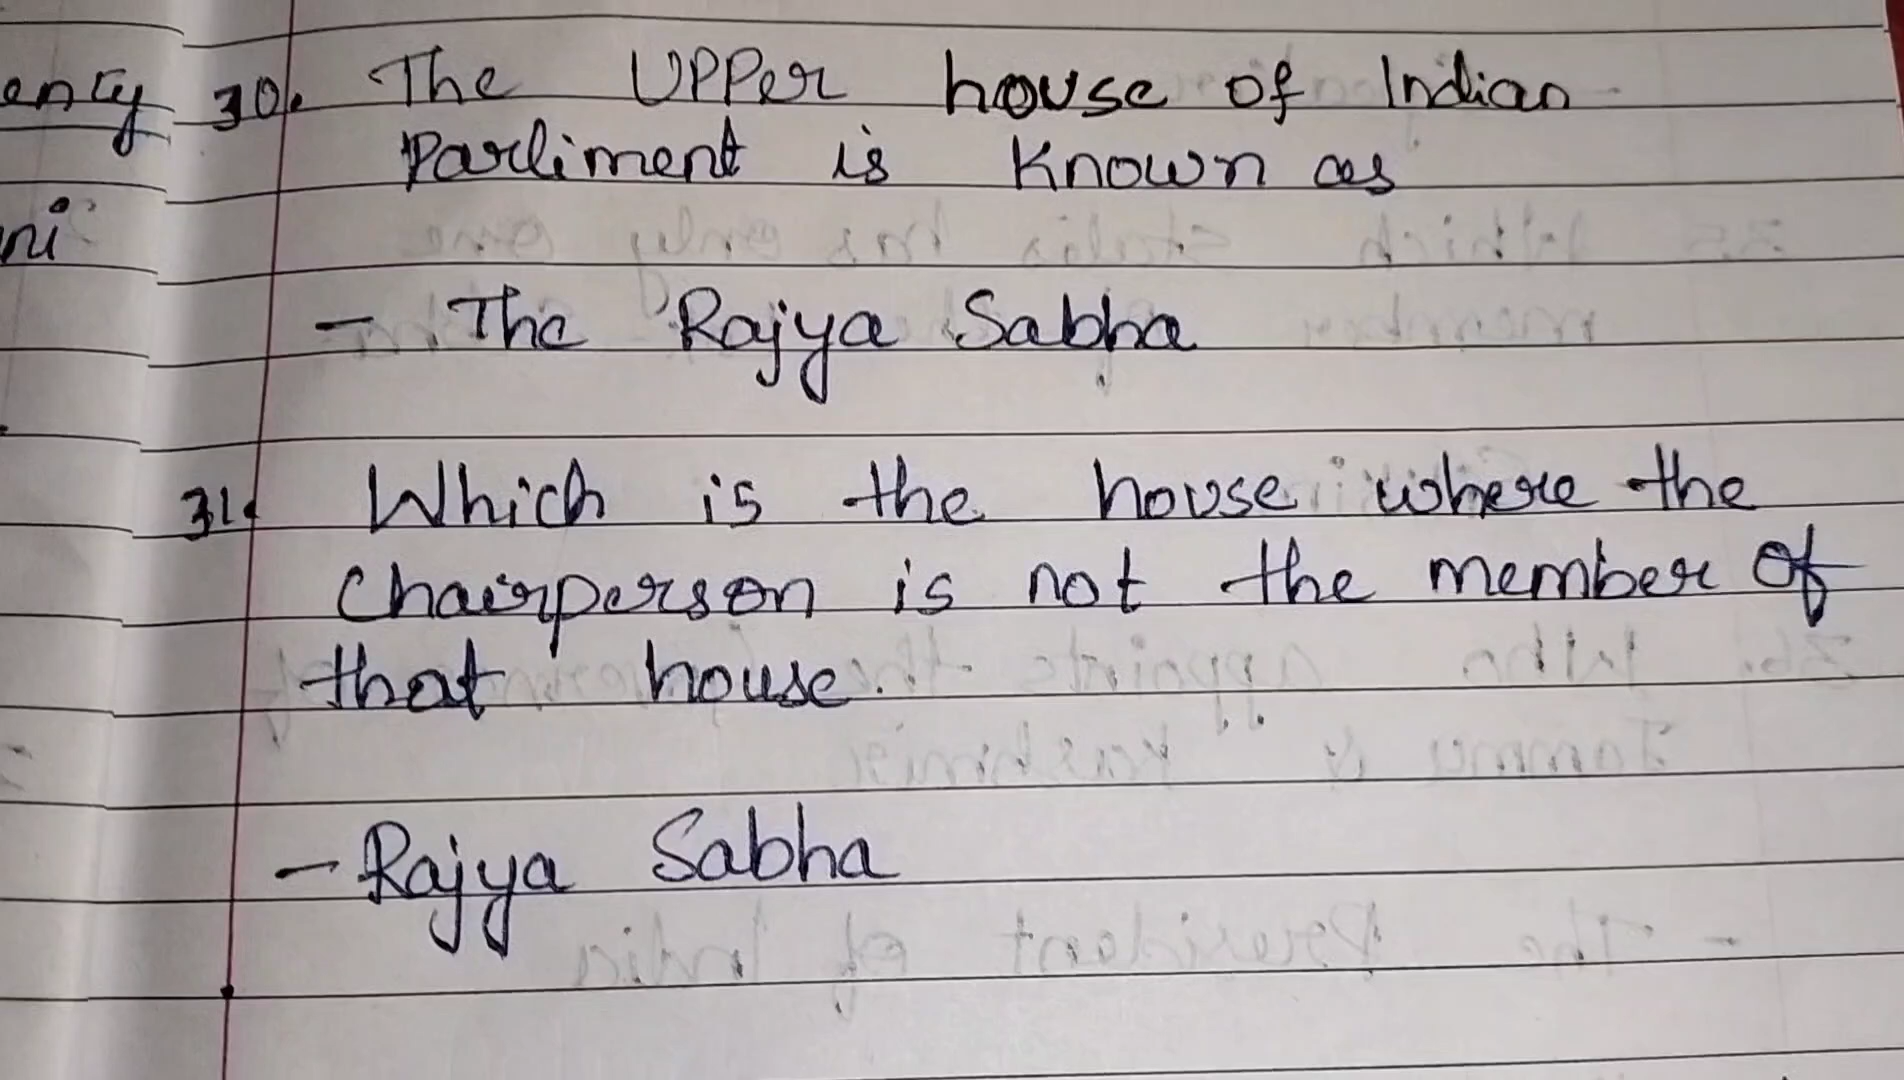 30. The Upper house of Indian
Parliment is Known as
- The Rajya Sabha
31. Which is the house where the
Chairperson is not the member of
that house.
- Rajya Sabha